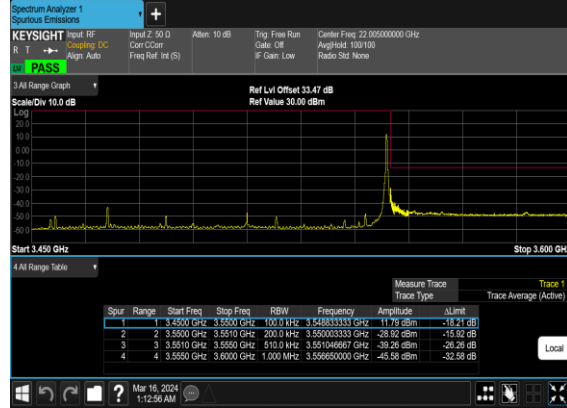 Spectrum Analyzer 1
Spurious Emissions
+
KEYSIGHT Input: RF Input Z: 50 Ω Atten: 10 dB Trig: Free Run Center Freq: 22.005000000 GHz
R T Coupling: DC Corr CCorr Gate: Off Avg|Hold: 100/100
Align: Auto Freq Ref: Int (S) IF Gain: Low Radio Std: None
PASS
3 All Range Graph
Ref Lvl Offset 33.47 dB
Scale/Div 10.0 dB Ref Value 30.00 dBm
Log
20.0
10.0
0.00
-10.0
-20.0
-30.0
-40.0
-50.0
-60.0
Start 3.450 GHz Stop 3.600 GHz
4 All Range Table
Measure Trace Trace 1
Trace Type Trace Average (Active)
Spur Range Start Freq Stop Freq RBW Frequency Amplitude ΔLimit
1 1 3.4500 GHz 3.5500 GHz 100.0 kHz 3.548833333 GHz 11.79 dBm -18.21 dB
2 2 3.5500 GHz 3.5510 GHz 200.0 kHz 3.550003333 GHz -28.92 dBm -15.92 dB
3 3 3.5510 GHz 3.5550 GHz 510.0 kHz 3.551046667 GHz -39.26 dBm -26.26 dB
4 4 3.5550 GHz 3.6000 GHz 1.000 MHz 3.556650000 GHz -45.58 dBm -32.58 dB
Local
? Mar 16, 2024
1:12:56 AM